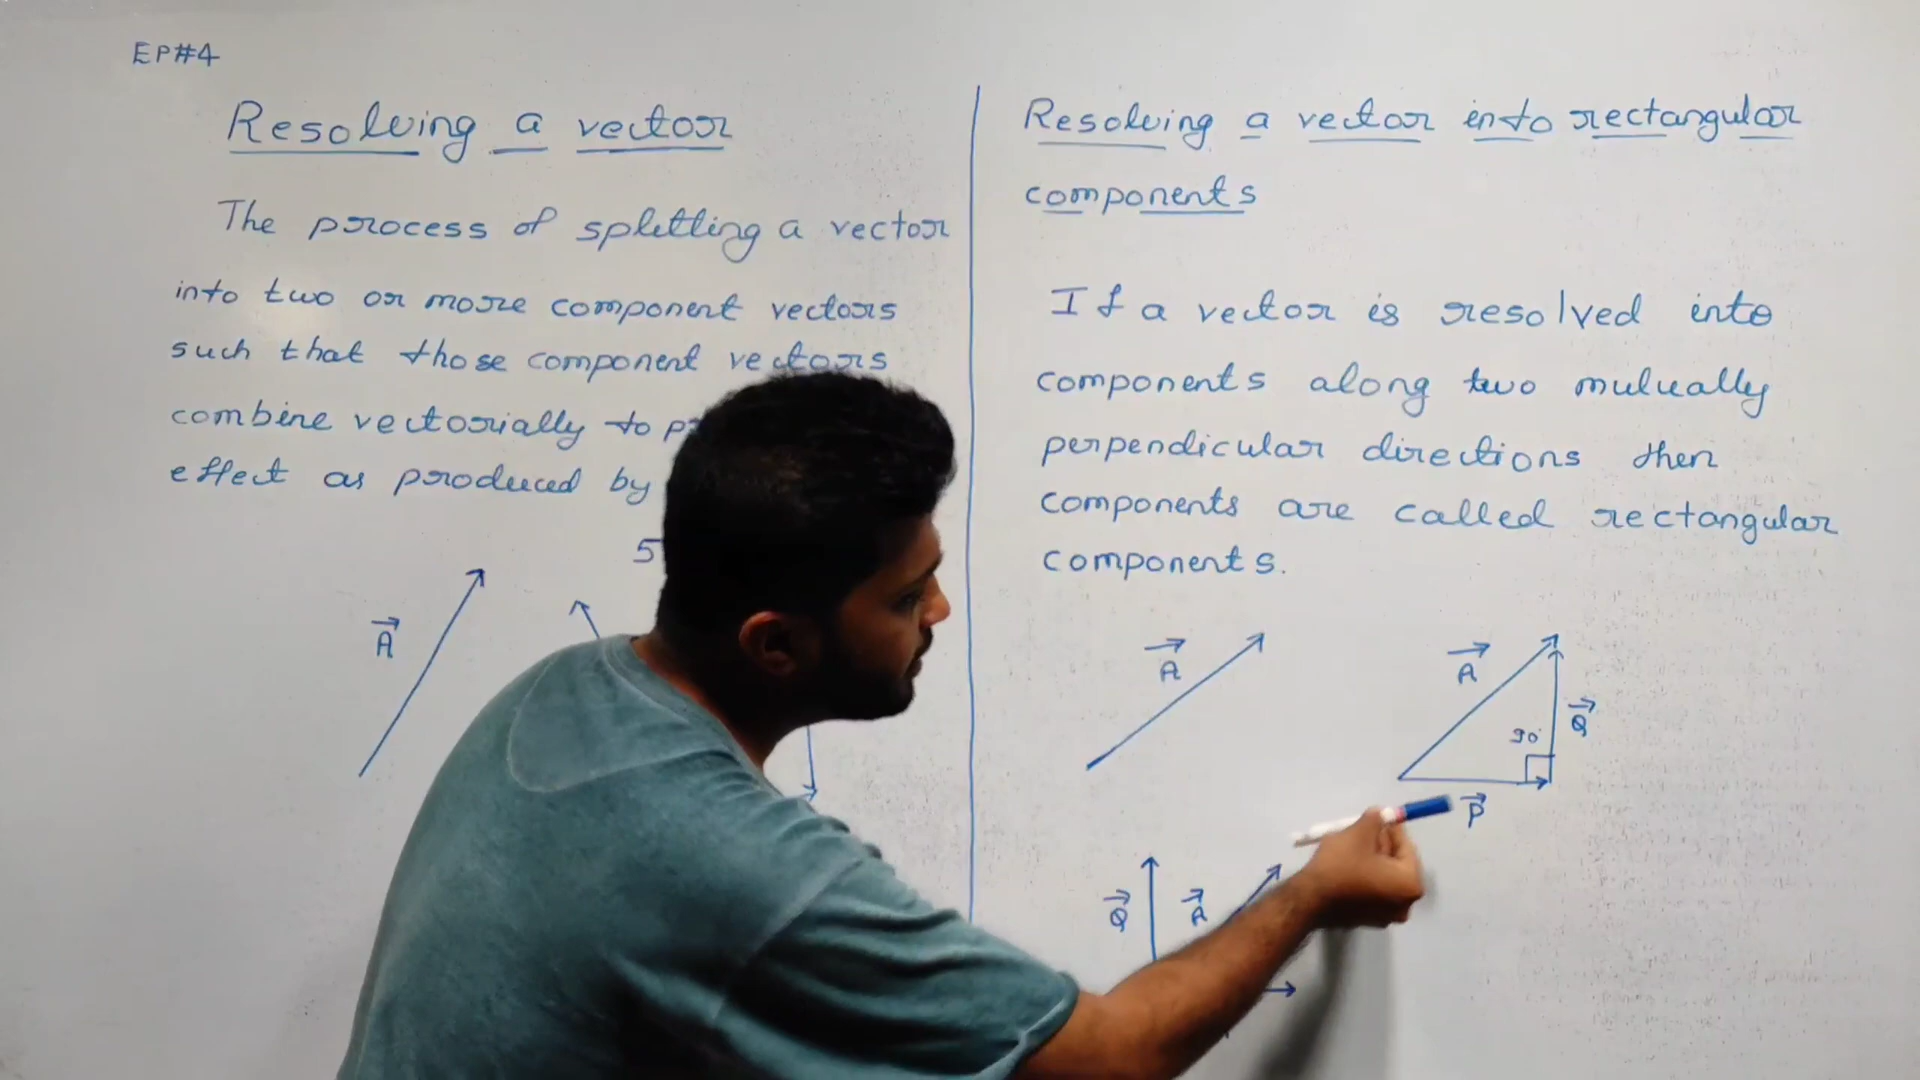 EP#4
Resolving a vector
The process of splitting a vector
into two or more component vectors
such that those component vectors
combine vectorially to
effect as produced by
5
A
Resolving a vector into rectangular
components
If a vector is resolved into
components along two mulually
perpendicular directions then
components are called rectangular
components.
A
A
Q
90°
P
Q
A